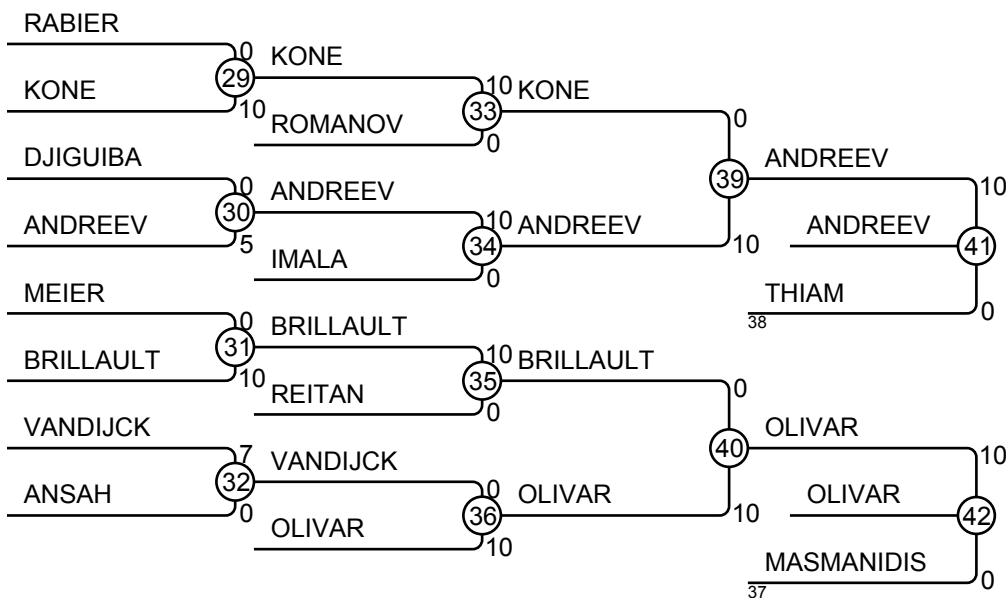 RABIER
0 KONE
29
KONE 10 KONE
10 33
ROMANOV 0 0
DJIGUIBA ANDREEV
0 ANDREEV 39 10
30
ANDREEV 10 ANDREEV ANDREEV
5 34 10 41
IMALA 0
MEIER THIAM 0
38
0 BRILLAULT
31
BRILLAULT 10 BRILLAULT
10 35 0
REITAN 0
VANDIJCK OLIVAR
7 VANDIJCK 40 10
32
ANSAH 0 OLIVAR OLIVAR
0 36 10 42
OLIVAR 10
MASMANIDIS 0
37